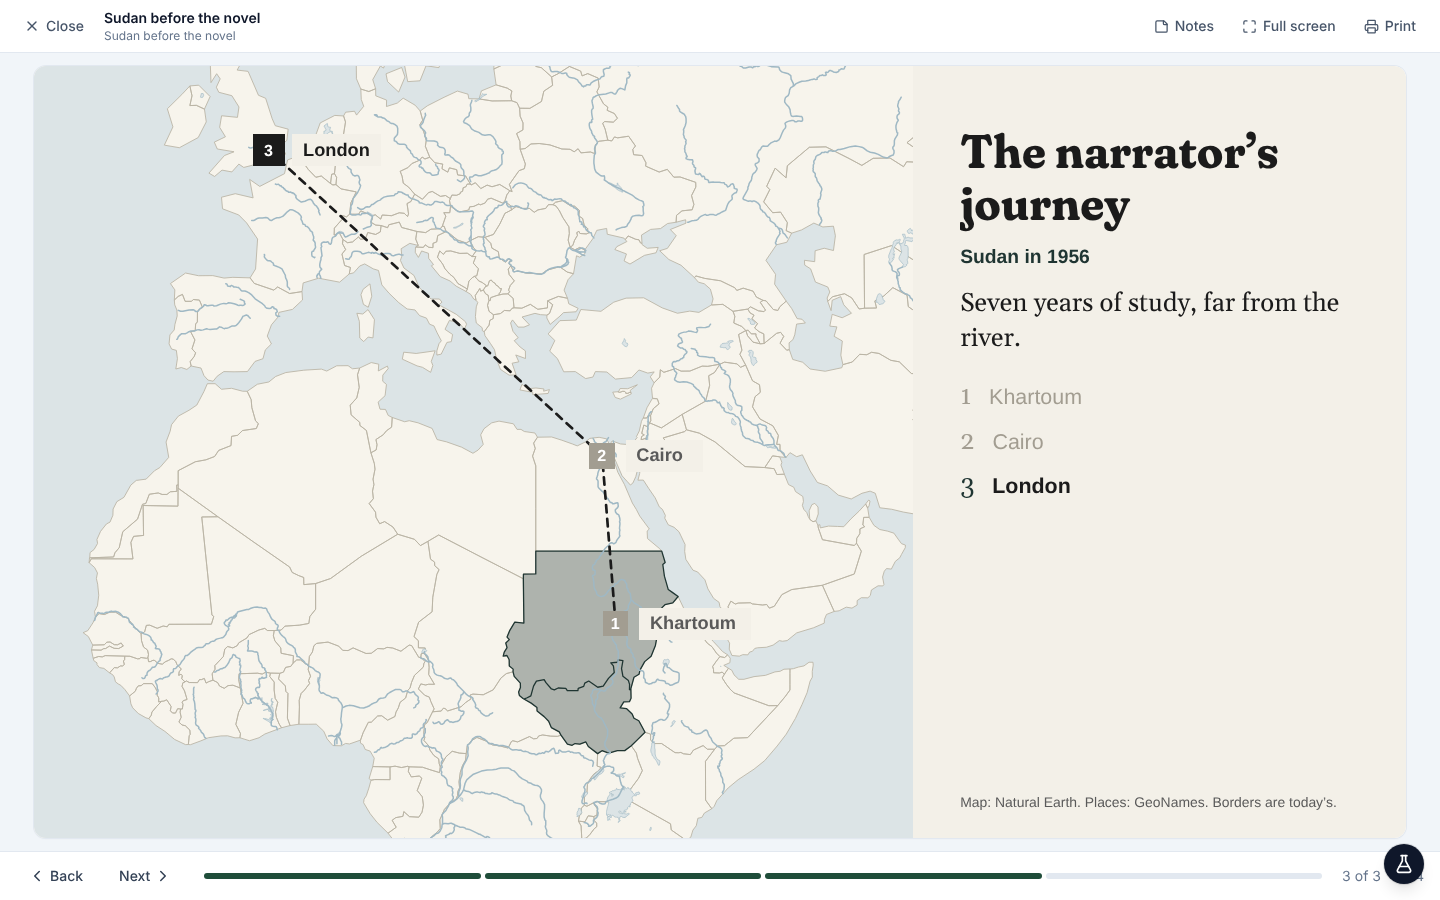 Close
Sudan before the novel
Sudan before the novel
Notes
Full screen
Print
3 London
2 Cairo
1 Khartoum
The narrator’s
journey
Sudan in 1956
Seven years of study, far from the
river.
1 Khartoum
2 Cairo
3 London
Map: Natural Earth. Places: GeoNames. Borders are today’s.
Back
Next
3 of 3